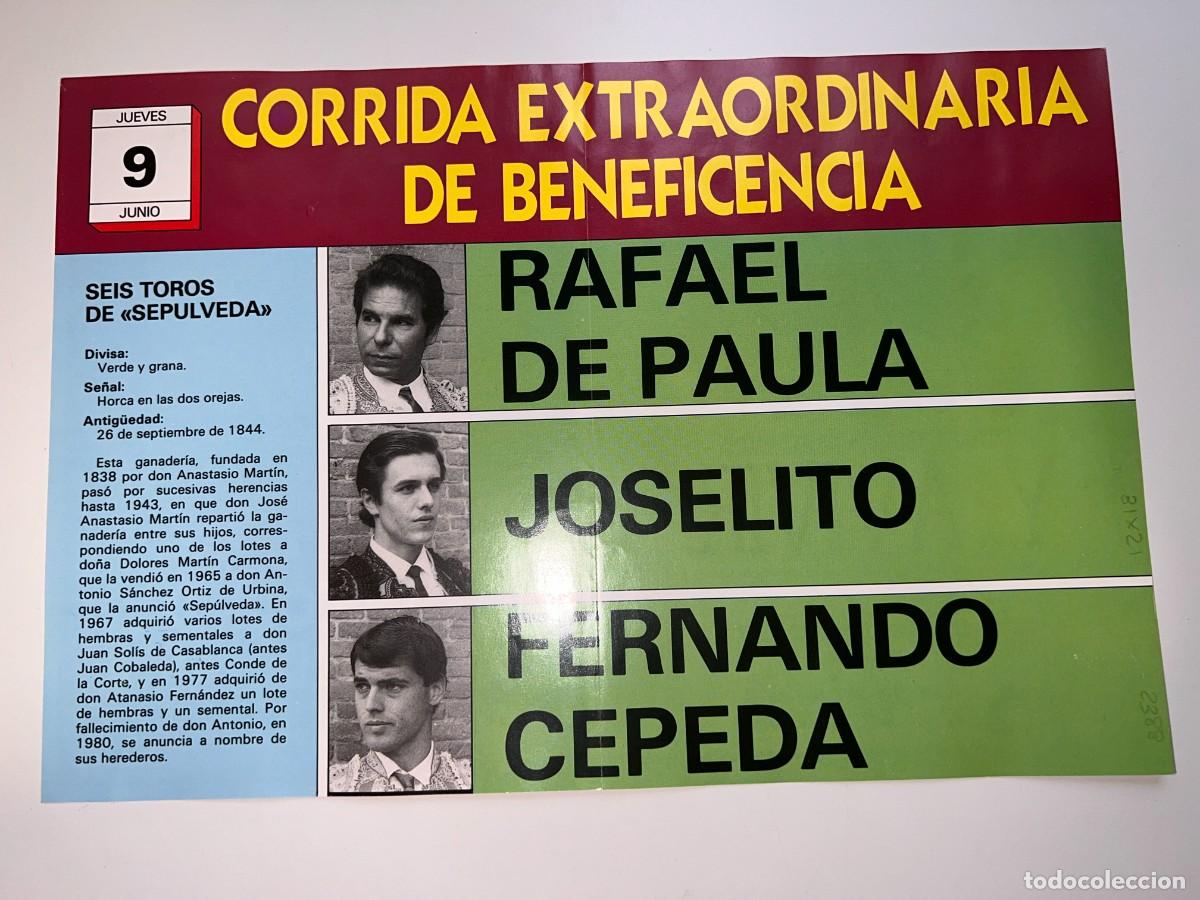 JUEVES
9
JUNIO
CORRIDA EXTRAORDINARIA
DE BENEFICENCIA
SEIS TOROS
DE «SEPULVEDA»
Divisa:
Verde y grana.
Señal:
Horca en las dos orejas.
Antigüedad:
26 de septiembre de 1844.
Esta ganadería, fundada en
1838 por don Anastasio Martín,
pasó por sucesivas herencias
hasta 1943, en que don José
Anastasio Martín repartió la ga-
nadería entre sus hijos, corres-
pondiendo uno de los lotes a
doña Dolores Martín Carmona,
que la vendió en 1965 a don An-
tonio Sánchez Ortiz de Urbina,
que la anunció «Sepúlveda». En
1967 adquirió varios lotes de
hembras y sementales a don
Juan Solís de Casablanca (antes
Juan Cobaleda), antes Conde de
la Corte, y en 1977 adquirió de
don Atanasio Fernández un lote
de hembras y un semental. Por
fallecimiento de don Antonio, en
1980, se anuncia a nombre de
sus herederos.
RAFAEL
DE PAULA
JOSELITO
FERNANDO
CEPEDA
31x21
todocoleccion